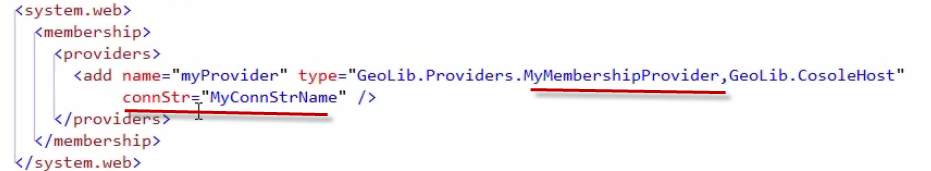 <system.web>
<membership>
<providers>
<add name="myProvider" type="GeoLib.Providers.MyMembershipProvider,GeoLib.CosoleHost"
connStr="MyConnStrName" />
</providers>
</membership>
</system.web>